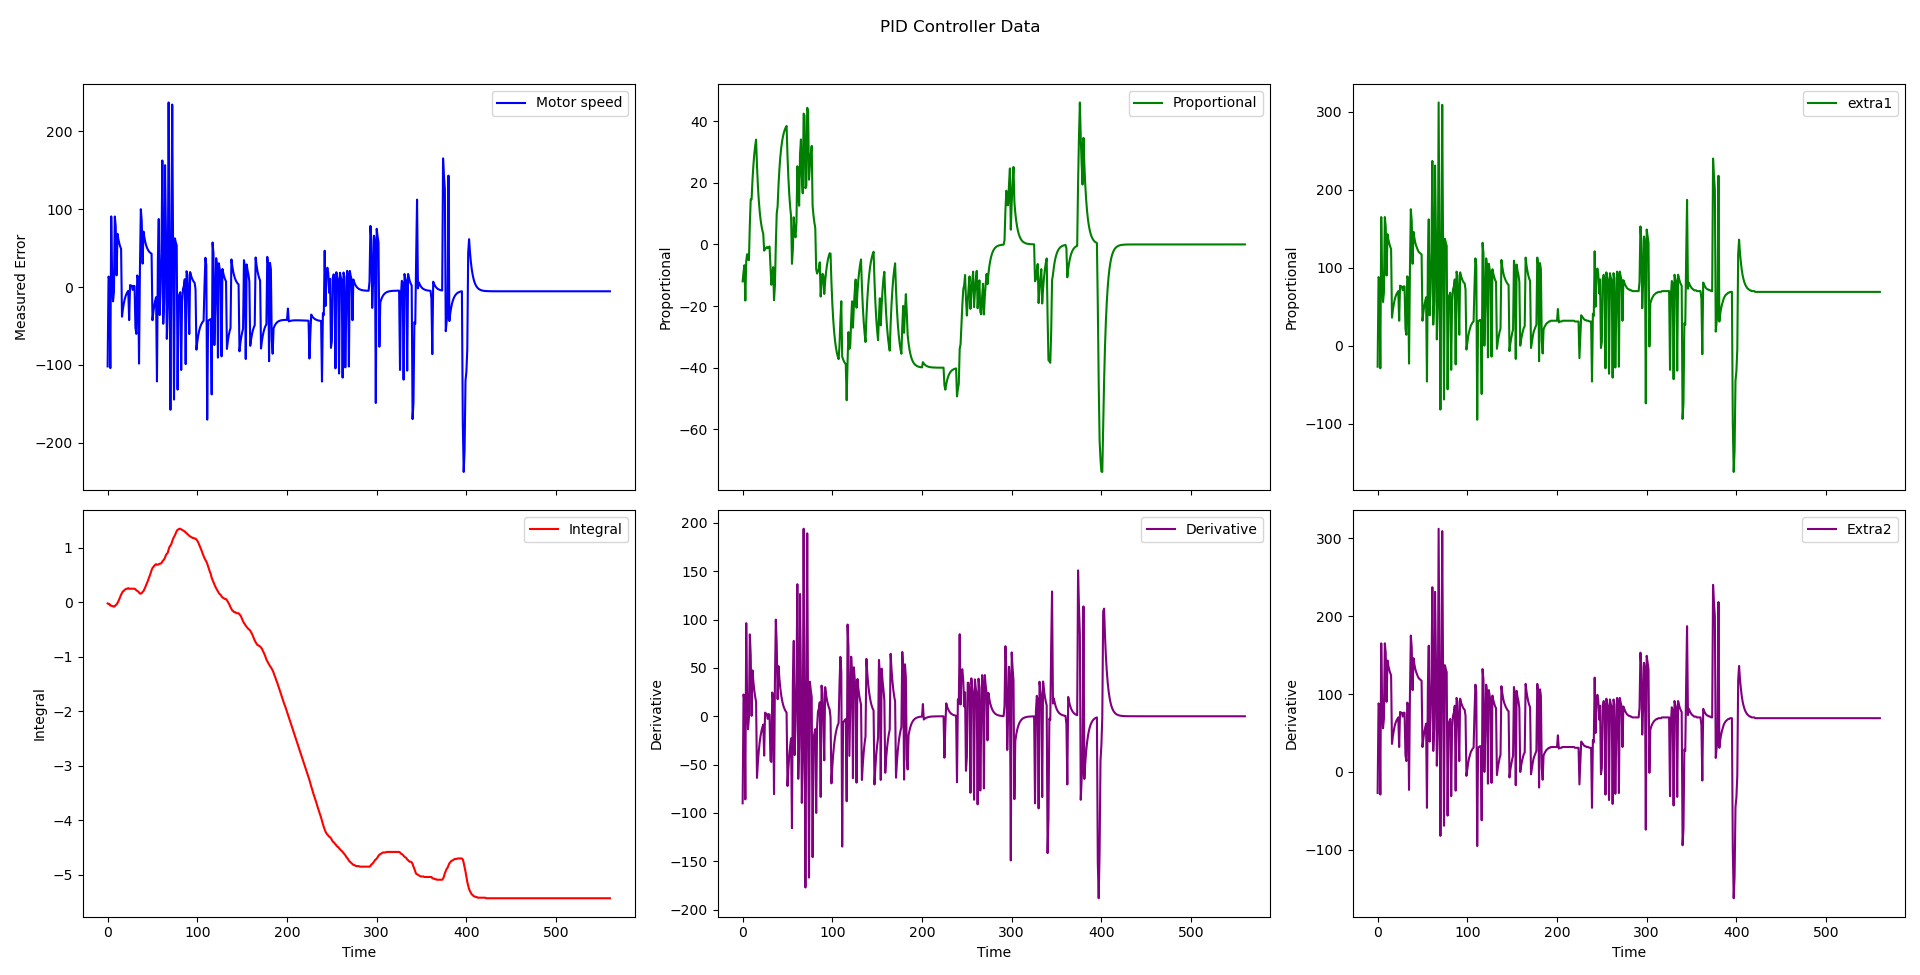 PID Controller Data
Motor speed
Measured Error
200
100
0
−100
−200
Proportional
Proportional
40
20
0
−20
−40
−60
extra1
Proportional
300
200
100
0
−100
Integral
Integral
1
0
−1
−2
−3
−4
−5
0 100 200 300 400 500
Time
Derivative
Derivative
200
150
100
50
0
−50
−100
−150
−200
0 100 200 300 400 500
Time
Extra2
Derivative
300
200
100
0
−100
0 100 200 300 400 500
Time